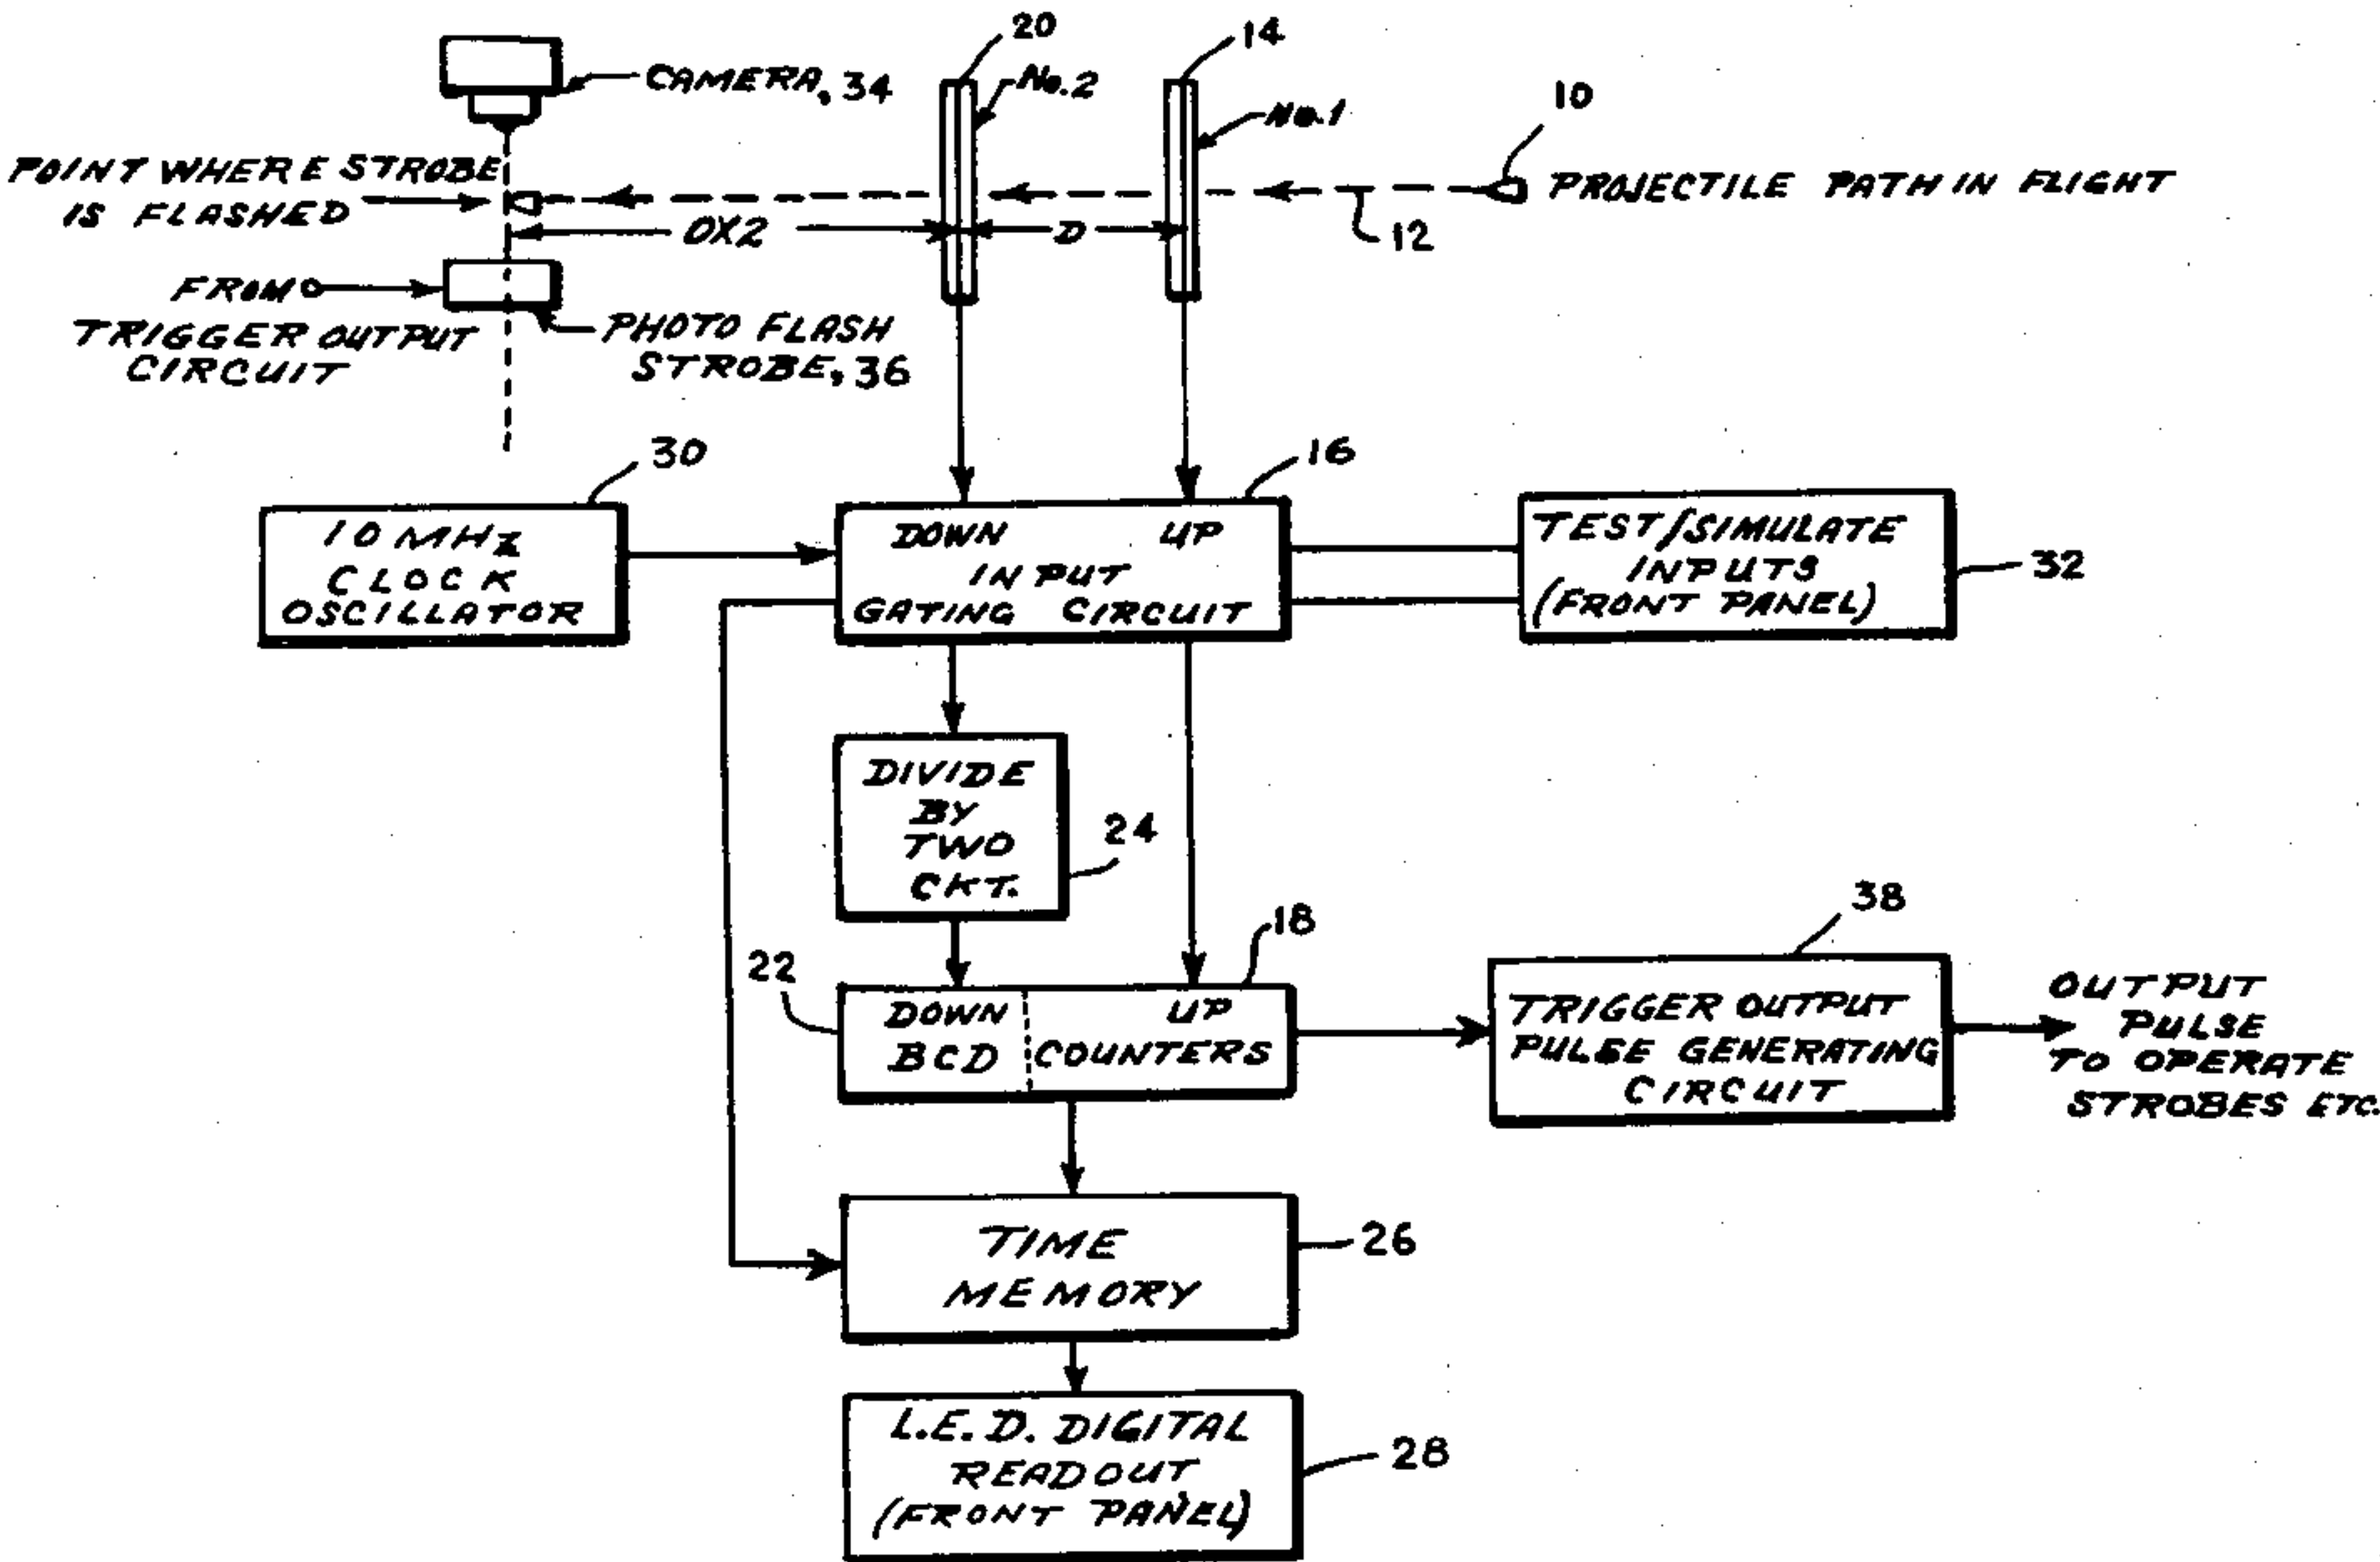 20
14
No.2
No.1
10
CAMERA, 34
POINT WHERE STROBE
IS FLASHED
PROJECTILE PATH IN FLIGHT
DX2
D
12
FROM
TRIGGER OUTPUT
CIRCUIT
PHOTO FLASH
STROBE, 36
30
16
10 MHz
CLOCK
OSCILLATOR
DOWN UP
INPUT
GATING CIRCUIT
TEST/SIMULATE
INPUTS
(FRONT PANEL)
32
DIVIDE
BY
TWO
CKT.
24
22
18
DOWN UP
BCD COUNTERS
38
TRIGGER OUTPUT
PULSE GENERATING
CIRCUIT
OUTPUT
PULSE
TO OPERATE
STROBES ETC.
TIME
MEMORY
26
L.E.D. DIGITAL
READOUT
(FRONT PANEL)
28